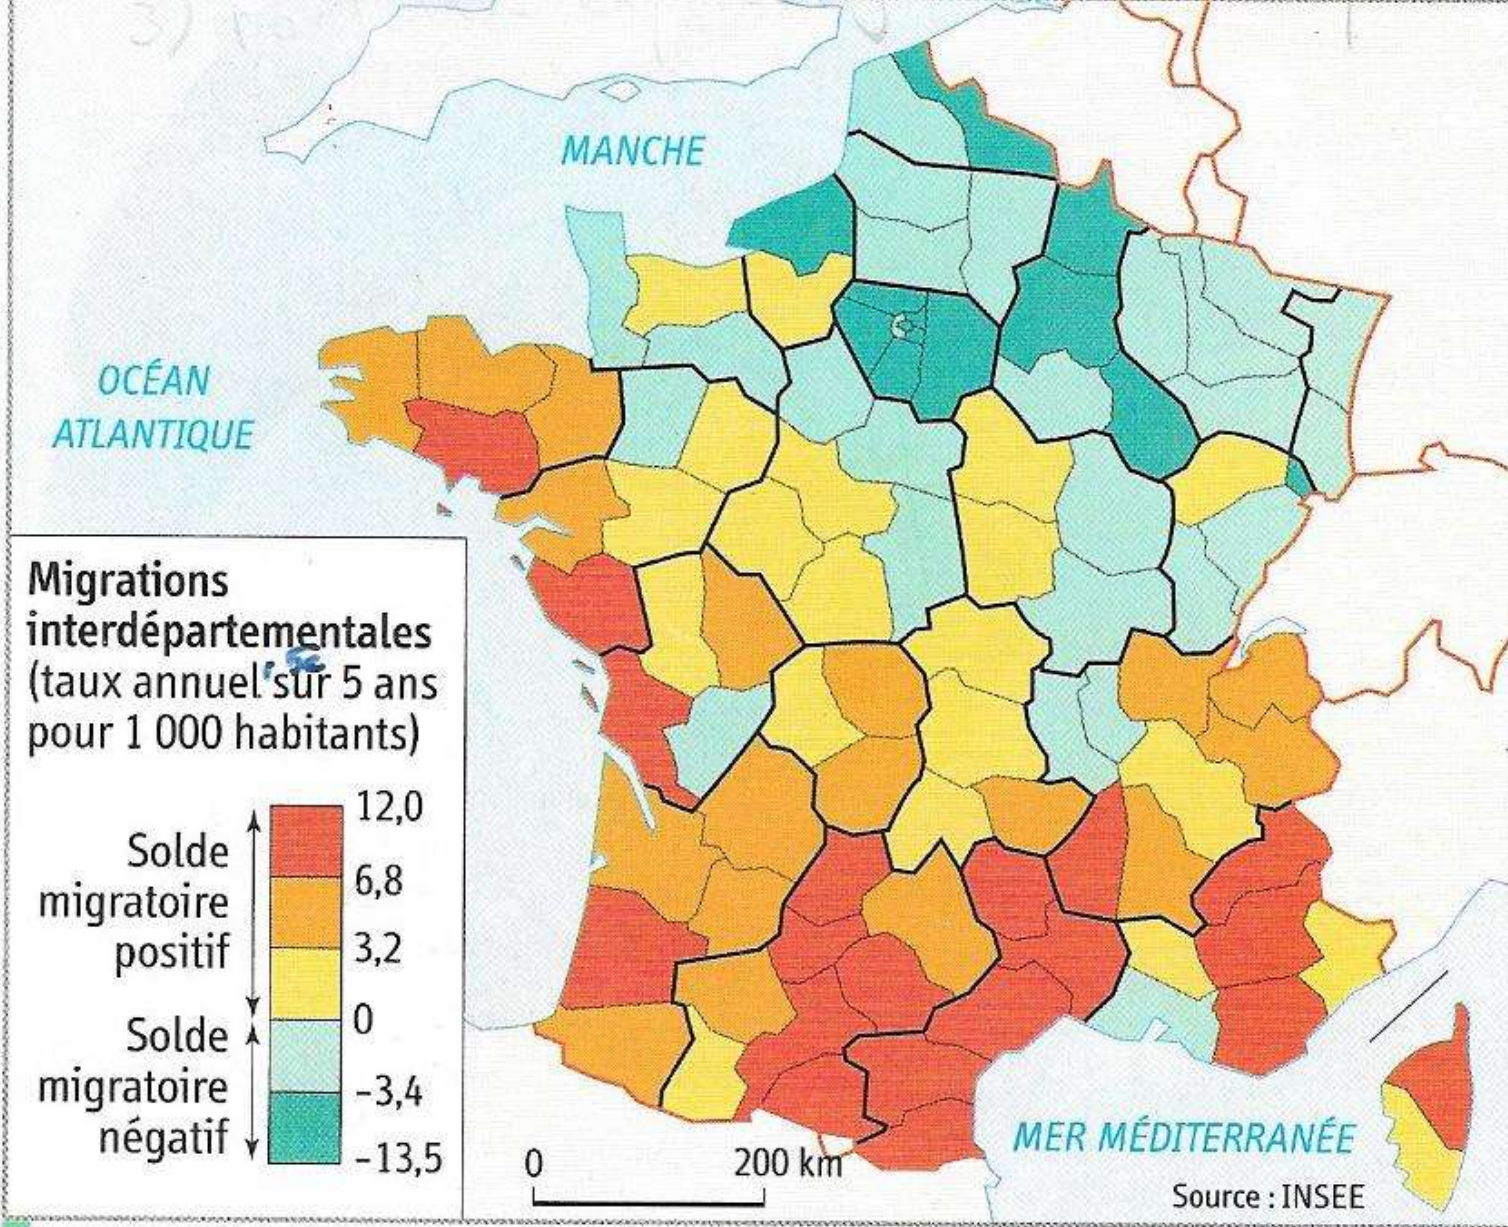 MANCHE
OCÉAN
ATLANTIQUE
Migrations
interdépartementales
(taux annuel sur 5 ans
pour 1 000 habitants)
Solde
migratoire
positif
Solde
migratoire
négatif
12,0
6,8
3,2
0
-3,4
-13,5
0 200 km
MER MÉDITERRANÉE
Source : INSEE